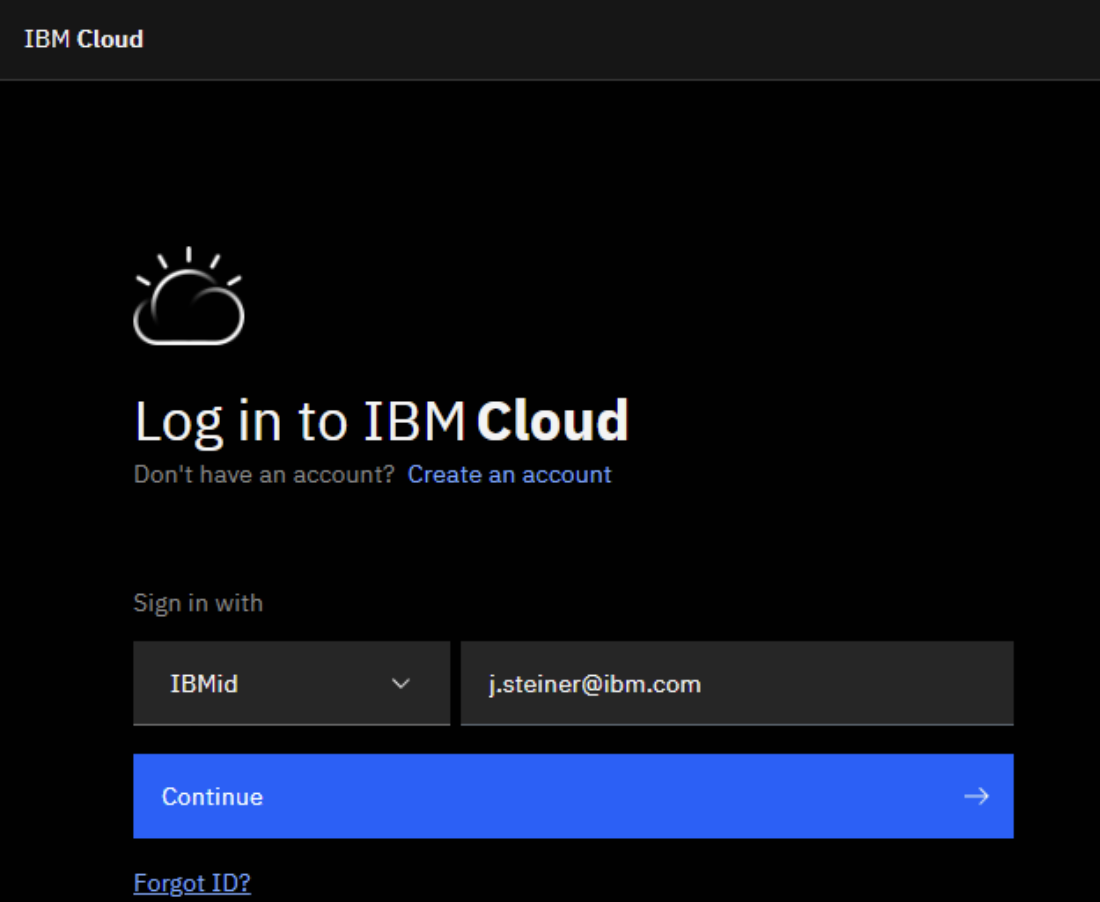 IBM Cloud
Log in to IBM Cloud
Don't have an account? Create an account
Sign in with
IBMid j.steiner@ibm.com
Continue
Forgot ID?